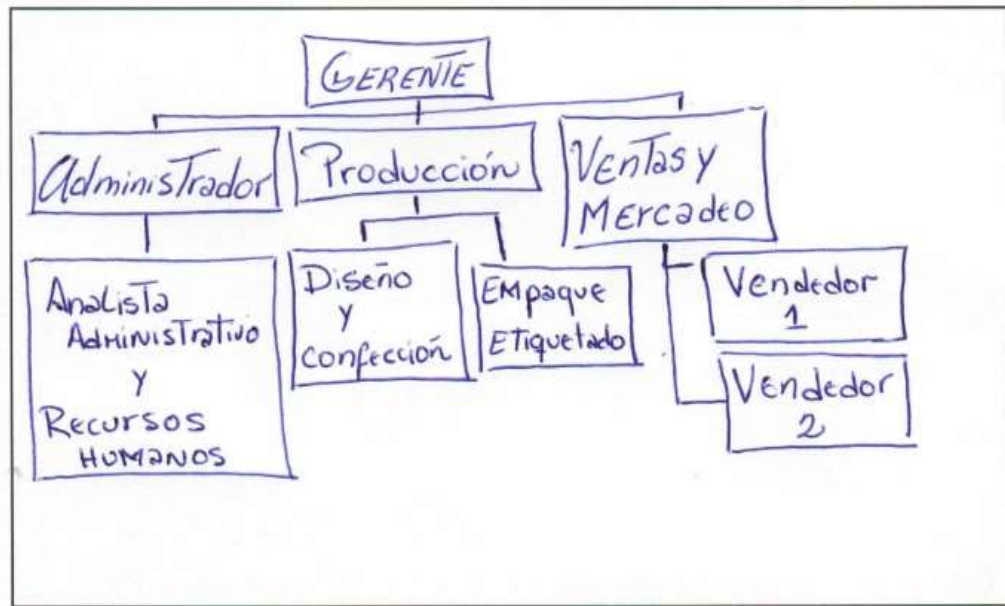 GERENTE
Administrador
Producción
Ventas y
Mercadeo
Analista
Administrativo
y
Recursos
Humanos
Diseño
y
Confección
Empaque
Etiquetado
Vendedor
1
Vendedor
2